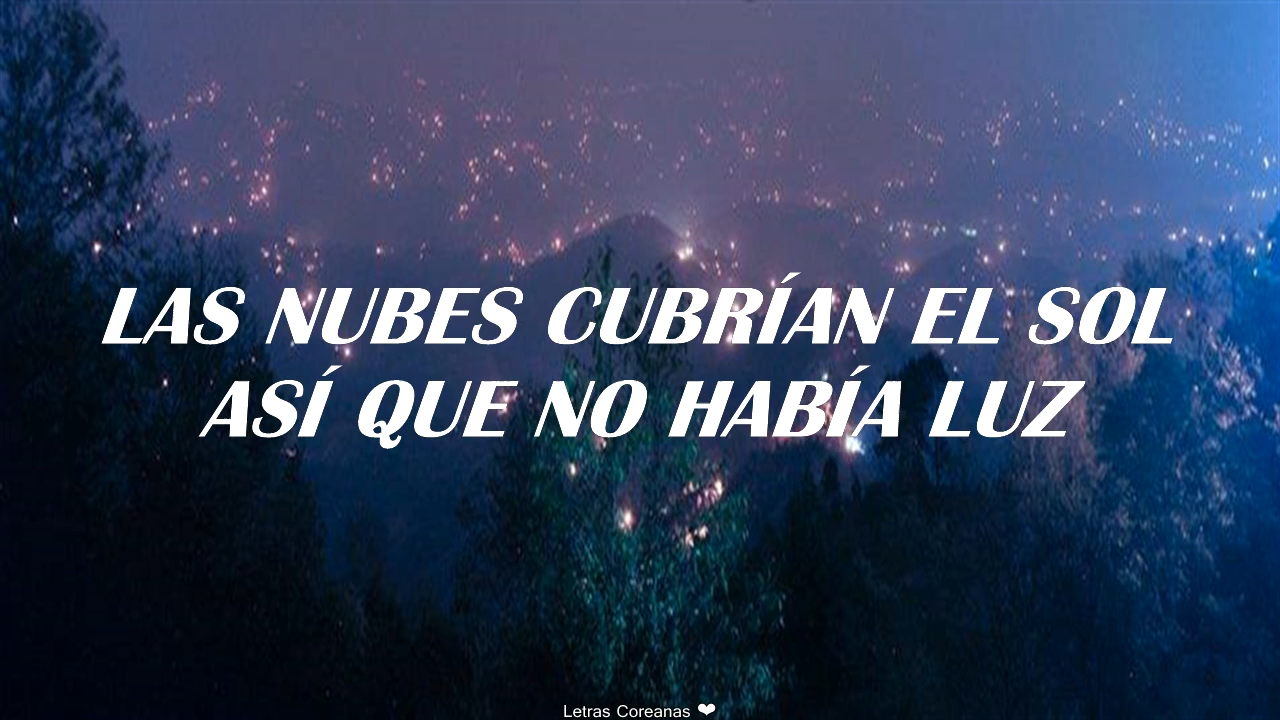 LAS NUBES CUBRÍAN EL SOL
ASÍ QUE NO HABÍA LUZ
Letras Coreanas ❤